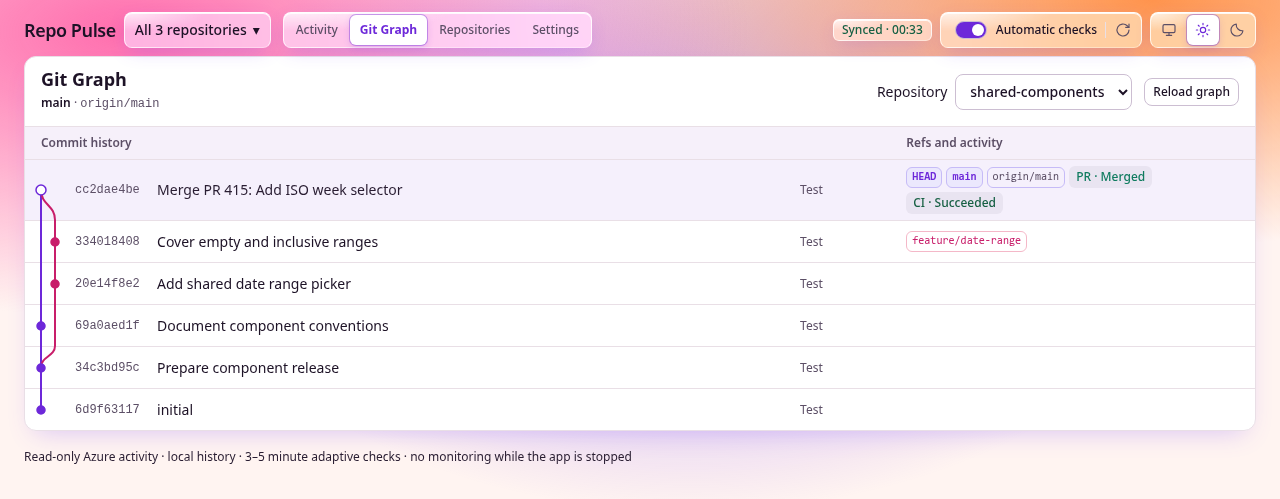 Repo Pulse All 3 repositories ▾ Activity Git Graph Repositories Settings Synced · 00:33 Automatic checks
Git Graph
main · origin/main
Repository shared-components Reload graph
Commit history Refs and activity
cc2dae4be Merge PR 415: Add ISO week selector Test HEAD main origin/main PR · Merged
CI · Succeeded
334018408 Cover empty and inclusive ranges Test feature/date-range
20e14f8e2 Add shared date range picker Test
69a0aed1f Document component conventions Test
34c3bd95c Prepare component release Test
6d9f63117 initial Test
Read-only Azure activity · local history · 3–5 minute adaptive checks · no monitoring while the app is stopped